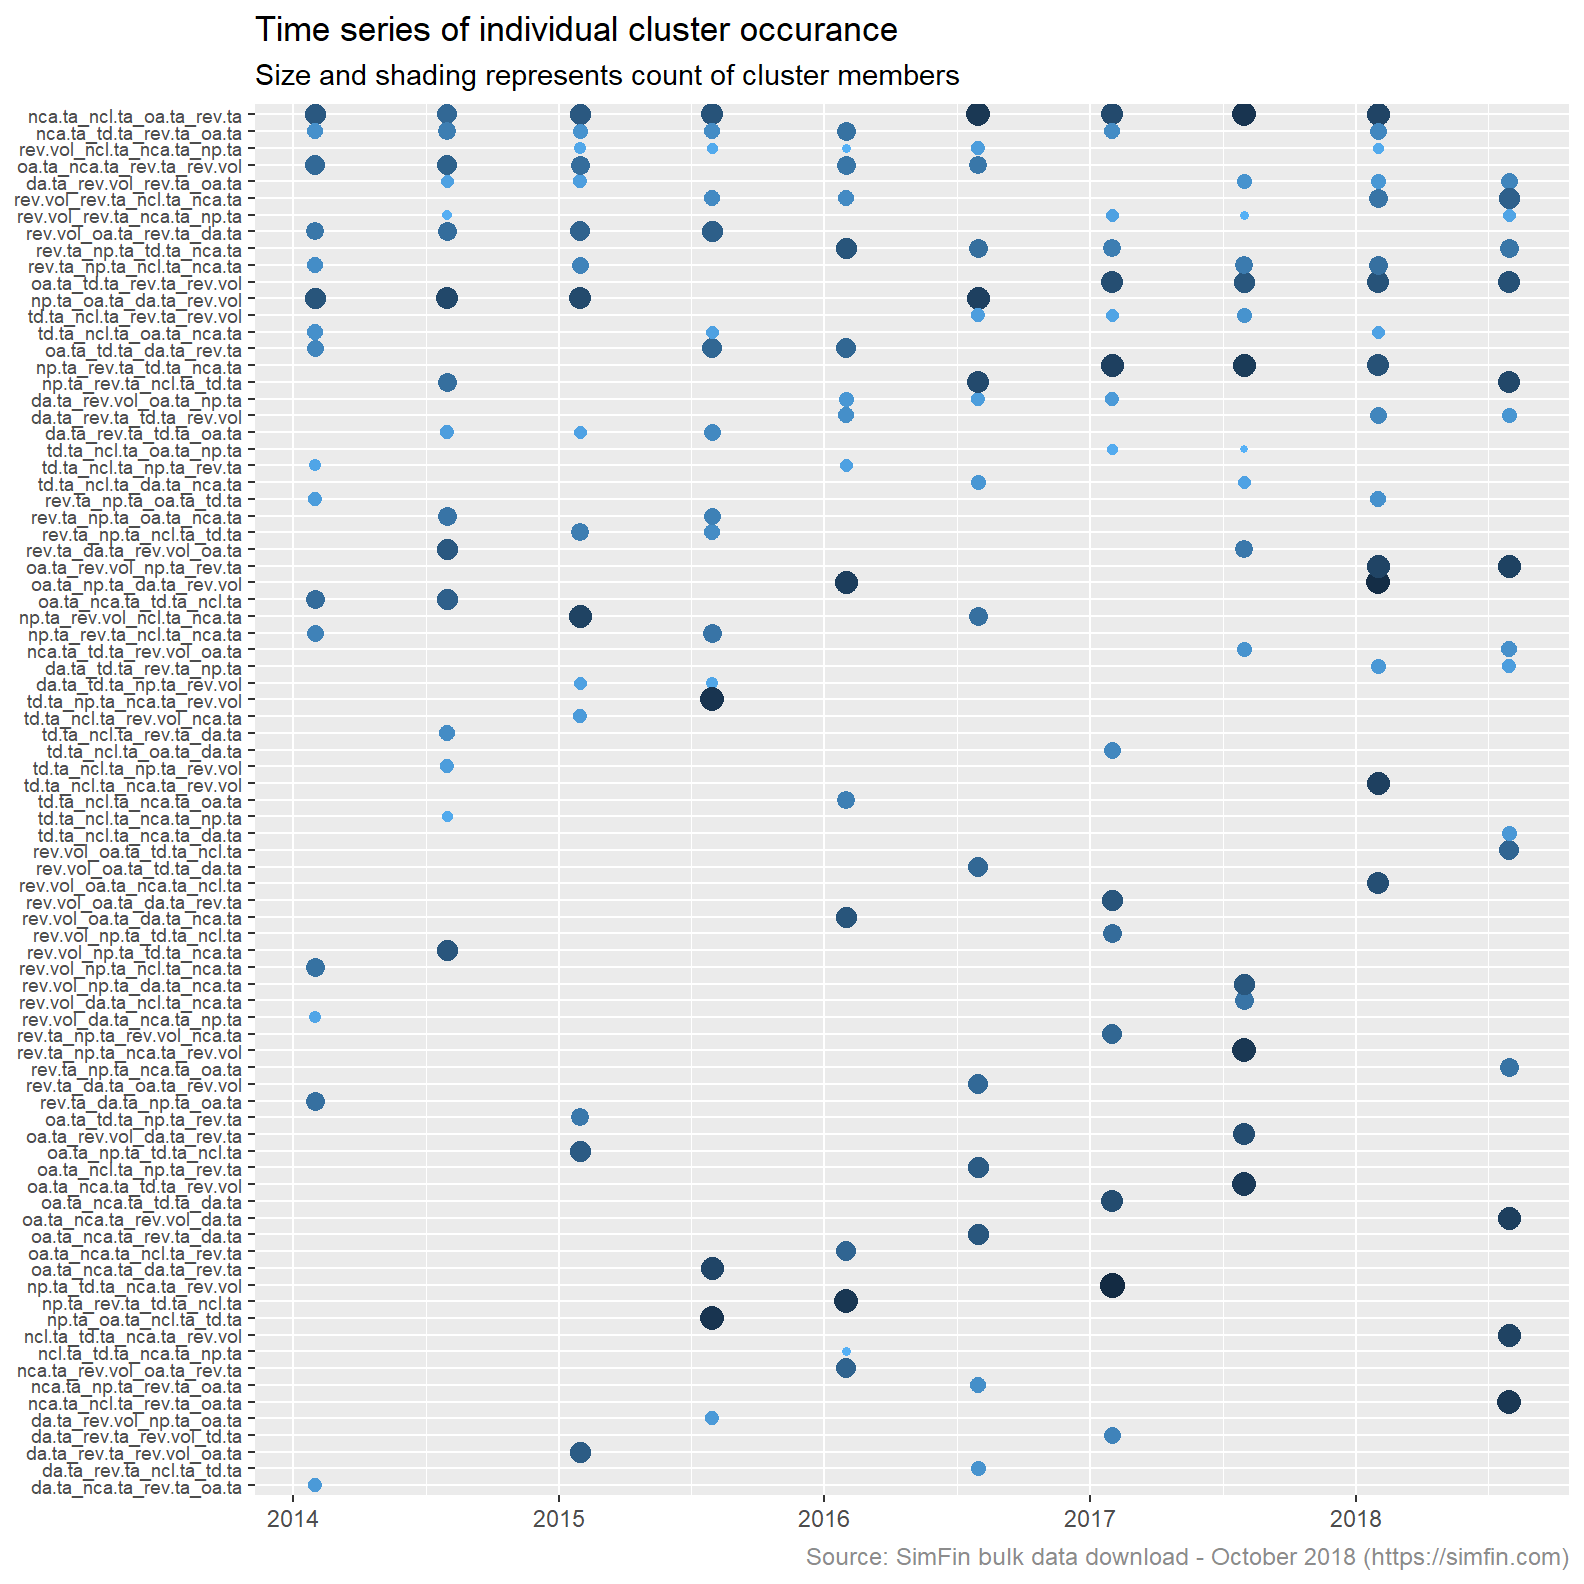 Time series of individual cluster occurance
Size and shading represents count of cluster members
nca.ta_ncl.ta_oa.ta_rev.ta
nca.ta_td.ta_rev.ta_oa.ta
rev.vol_ncl.ta_nca.ta_np.ta
oa.ta_nca.ta_rev.ta_rev.vol
da.ta_rev.vol_rev.ta_oa.ta
rev.vol_rev.ta_ncl.ta_nca.ta
rev.vol_rev.ta_nca.ta_np.ta
rev.vol_oa.ta_rev.ta_da.ta
rev.ta_np.ta_td.ta_nca.ta
rev.ta_np.ta_ncl.ta_nca.ta
oa.ta_td.ta_rev.ta_rev.vol
np.ta_oa.ta_da.ta_rev.vol
td.ta_ncl.ta_rev.ta_rev.vol
td.ta_ncl.ta_oa.ta_nca.ta
oa.ta_td.ta_da.ta_rev.ta
np.ta_rev.ta_td.ta_nca.ta
np.ta_rev.ta_ncl.ta_td.ta
da.ta_rev.vol_oa.ta_np.ta
da.ta_rev.ta_td.ta_rev.vol
da.ta_rev.ta_td.ta_oa.ta
td.ta_ncl.ta_oa.ta_np.ta
td.ta_ncl.ta_np.ta_rev.ta
td.ta_ncl.ta_da.ta_nca.ta
rev.ta_np.ta_oa.ta_td.ta
rev.ta_np.ta_oa.ta_nca.ta
rev.ta_np.ta_ncl.ta_td.ta
rev.ta_da.ta_rev.vol_oa.ta
oa.ta_rev.vol_np.ta_rev.ta
oa.ta_np.ta_da.ta_rev.vol
oa.ta_nca.ta_td.ta_ncl.ta
np.ta_rev.vol_ncl.ta_nca.ta
np.ta_rev.ta_ncl.ta_nca.ta
nca.ta_td.ta_rev.vol_oa.ta
da.ta_td.ta_rev.ta_np.ta
da.ta_td.ta_np.ta_rev.vol
td.ta_np.ta_nca.ta_rev.vol
td.ta_ncl.ta_rev.vol_nca.ta
td.ta_ncl.ta_rev.ta_da.ta
td.ta_ncl.ta_oa.ta_da.ta
td.ta_ncl.ta_np.ta_rev.vol
td.ta_ncl.ta_nca.ta_rev.vol
td.ta_ncl.ta_nca.ta_oa.ta
td.ta_ncl.ta_nca.ta_np.ta
td.ta_ncl.ta_nca.ta_da.ta
rev.vol_oa.ta_td.ta_ncl.ta
rev.vol_oa.ta_td.ta_da.ta
rev.vol_oa.ta_nca.ta_ncl.ta
rev.vol_oa.ta_da.ta_rev.ta
rev.vol_oa.ta_da.ta_nca.ta
rev.vol_np.ta_td.ta_ncl.ta
rev.vol_np.ta_td.ta_nca.ta
rev.vol_np.ta_ncl.ta_nca.ta
rev.vol_np.ta_da.ta_nca.ta
rev.vol_da.ta_ncl.ta_nca.ta
rev.vol_da.ta_nca.ta_np.ta
rev.ta_np.ta_rev.vol_nca.ta
rev.ta_np.ta_nca.ta_rev.vol
rev.ta_np.ta_nca.ta_oa.ta
rev.ta_da.ta_oa.ta_rev.vol
rev.ta_da.ta_np.ta_oa.ta
oa.ta_td.ta_np.ta_rev.ta
oa.ta_rev.vol_da.ta_rev.ta
oa.ta_np.ta_td.ta_ncl.ta
oa.ta_ncl.ta_np.ta_rev.ta
oa.ta_nca.ta_td.ta_rev.vol
oa.ta_nca.ta_td.ta_da.ta
oa.ta_nca.ta_rev.vol_da.ta
oa.ta_nca.ta_rev.ta_da.ta
oa.ta_nca.ta_ncl.ta_rev.ta
oa.ta_nca.ta_da.ta_rev.ta
np.ta_td.ta_nca.ta_rev.vol
np.ta_rev.ta_td.ta_ncl.ta
np.ta_oa.ta_ncl.ta_td.ta
ncl.ta_td.ta_nca.ta_rev.vol
ncl.ta_td.ta_nca.ta_np.ta
nca.ta_rev.vol_oa.ta_rev.ta
nca.ta_np.ta_rev.ta_oa.ta
nca.ta_ncl.ta_rev.ta_oa.ta
da.ta_rev.vol_np.ta_oa.ta
da.ta_rev.ta_rev.vol_td.ta
da.ta_rev.ta_rev.vol_oa.ta
da.ta_rev.ta_ncl.ta_td.ta
da.ta_nca.ta_rev.ta_oa.ta
2014 2015 2016 2017 2018
Source: SimFin bulk data download - October 2018 (https://simfin.com)